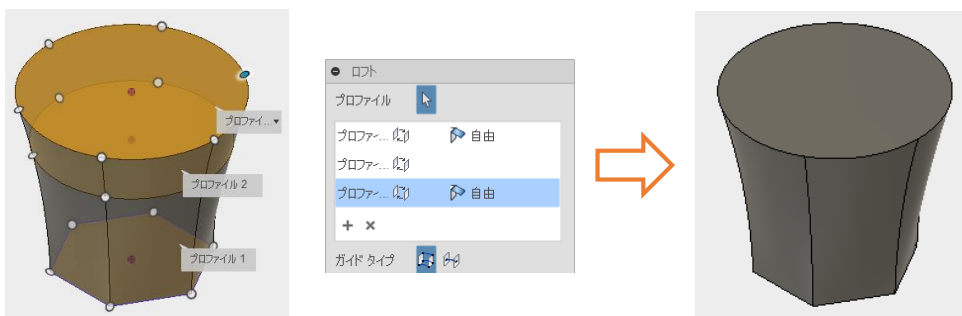 プロファイ...▾
プロファイル 2
プロファイル 1
ロフト
プロファイル
プロファ... 自由
プロファ...
プロファ... 自由
+ ×
ガイド タイプ